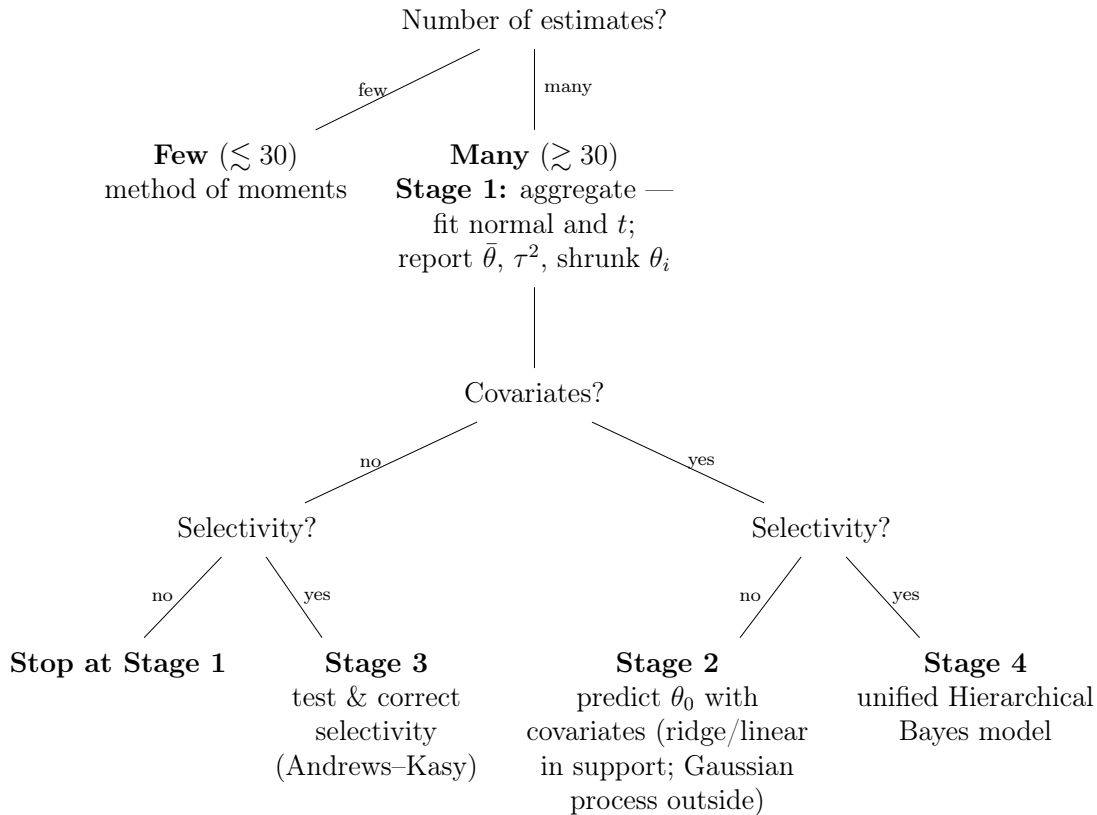 Number of estimates?
few
many
Few (≲ 30)
method of moments
Many (≳ 30)
Stage 1: aggregate —
fit normal and t;
report θ̄, τ², shrunk θᵢ
Covariates?
no
yes
Selectivity?
Selectivity?
no
yes
no
yes
Stop at Stage 1
Stage 3
test & correct
selectivity
(Andrews–Kasy)
Stage 2
predict θ₀ with
covariates (ridge/linear
in support; Gaussian
process outside)
Stage 4
unified Hierarchical
Bayes model